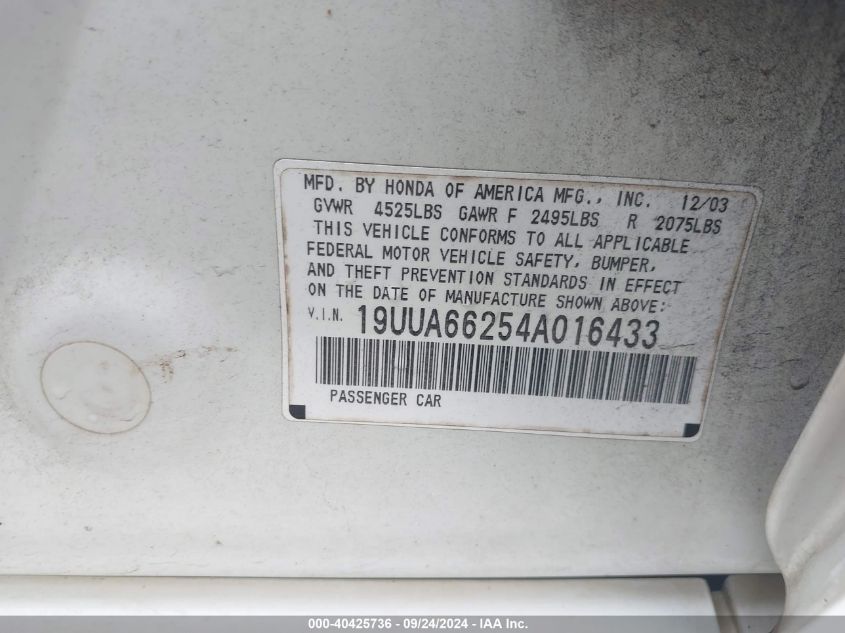 MFD. BY HONDA OF AMERICA MFG., INC. 12/03
GVWR 4525LBS GAWR F 2495LBS R 2075LBS
THIS VEHICLE CONFORMS TO ALL APPLICABLE
FEDERAL MOTOR VEHICLE SAFETY, BUMPER,
AND THEFT PREVENTION STANDARDS IN EFFECT
ON THE DATE OF MANUFACTURE SHOWN ABOVE:
V.I.N. 19UUA66254A016433
PASSENGER CAR
000-40425736 - 09/24/2024 - IAA Inc.